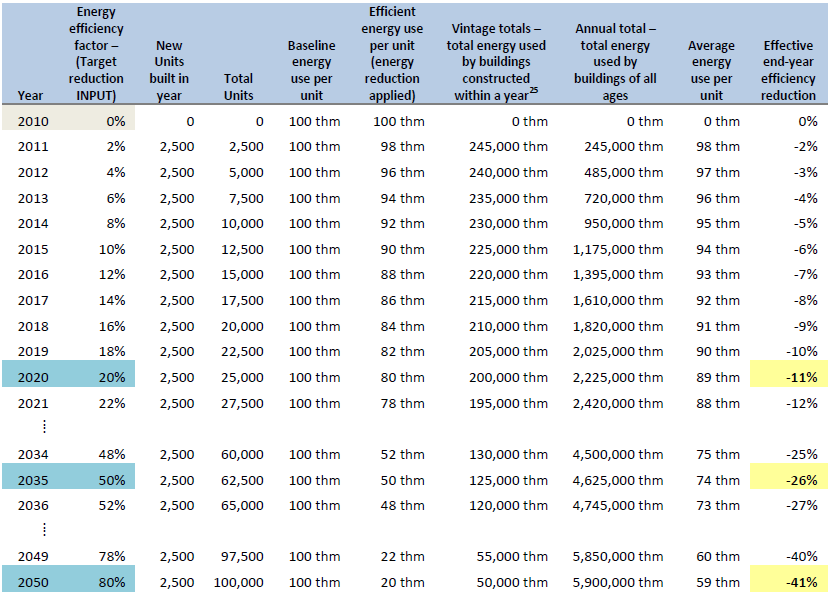 Year Energy efficiency factor – (Target reduction INPUT) New Units built in year Total Units Baseline energy use per unit Efficient energy use per unit (energy reduction applied) Vintage totals – total energy used by buildings constructed within a year25 Annual total – total energy used by buildings of all ages Average energy use per unit Effective end-year efficiency reduction
2010 0% 0 0 100 thm 100 thm 0 thm 0 thm 0 thm 0%
2011 2% 2,500 2,500 100 thm 98 thm 245,000 thm 245,000 thm 98 thm -2%
2012 4% 2,500 5,000 100 thm 96 thm 240,000 thm 485,000 thm 97 thm -3%
2013 6% 2,500 7,500 100 thm 94 thm 235,000 thm 720,000 thm 96 thm -4%
2014 8% 2,500 10,000 100 thm 92 thm 230,000 thm 950,000 thm 95 thm -5%
2015 10% 2,500 12,500 100 thm 90 thm 225,000 thm 1,175,000 thm 94 thm -6%
2016 12% 2,500 15,000 100 thm 88 thm 220,000 thm 1,395,000 thm 93 thm -7%
2017 14% 2,500 17,500 100 thm 86 thm 215,000 thm 1,610,000 thm 92 thm -8%
2018 16% 2,500 20,000 100 thm 84 thm 210,000 thm 1,820,000 thm 91 thm -9%
2019 18% 2,500 22,500 100 thm 82 thm 205,000 thm 2,025,000 thm 90 thm -10%
2020 20% 2,500 25,000 100 thm 80 thm 200,000 thm 2,225,000 thm 89 thm -11%
2021 22% 2,500 27,500 100 thm 78 thm 195,000 thm 2,420,000 thm 88 thm -12%
⁞
2034 48% 2,500 60,000 100 thm 52 thm 130,000 thm 4,500,000 thm 75 thm -25%
2035 50% 2,500 62,500 100 thm 50 thm 125,000 thm 4,625,000 thm 74 thm -26%
2036 52% 2,500 65,000 100 thm 48 thm 120,000 thm 4,745,000 thm 73 thm -27%
⁞
2049 78% 2,500 97,500 100 thm 22 thm 55,000 thm 5,850,000 thm 60 thm -40%
2050 80% 2,500 100,000 100 thm 20 thm 50,000 thm 5,900,000 thm 59 thm -41%